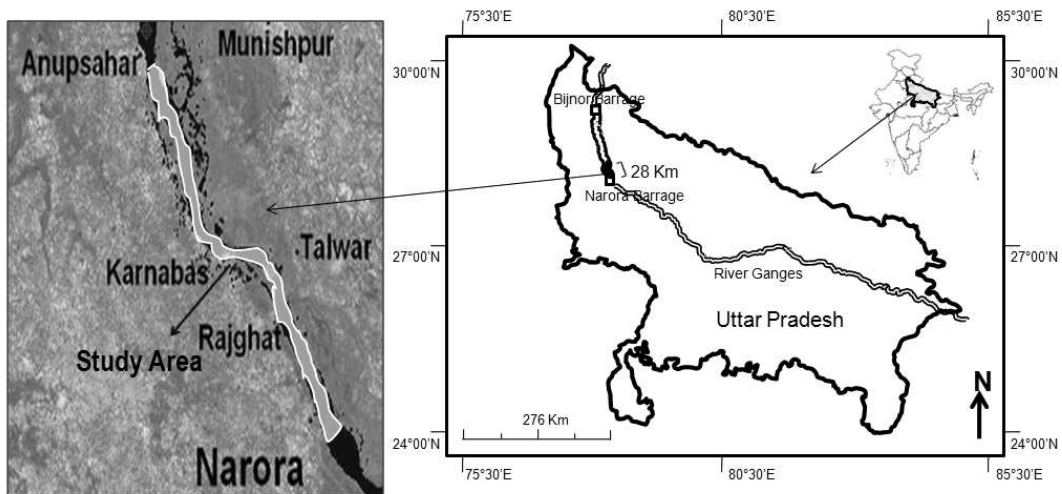 Munishpur
Anupsahar
Talwar
Karnabas
Rajghat
Study Area
Narora
75°30'E
80°30'E
85°30'E
30°00'N
30°00'N
Bijnor Barrage
28 Km
Narora Barrage
27°00'N
27°00'N
River Ganges
Uttar Pradesh
N
276 Km
24°00'N
24°00'N
75°30'E
80°30'E
85°30'E